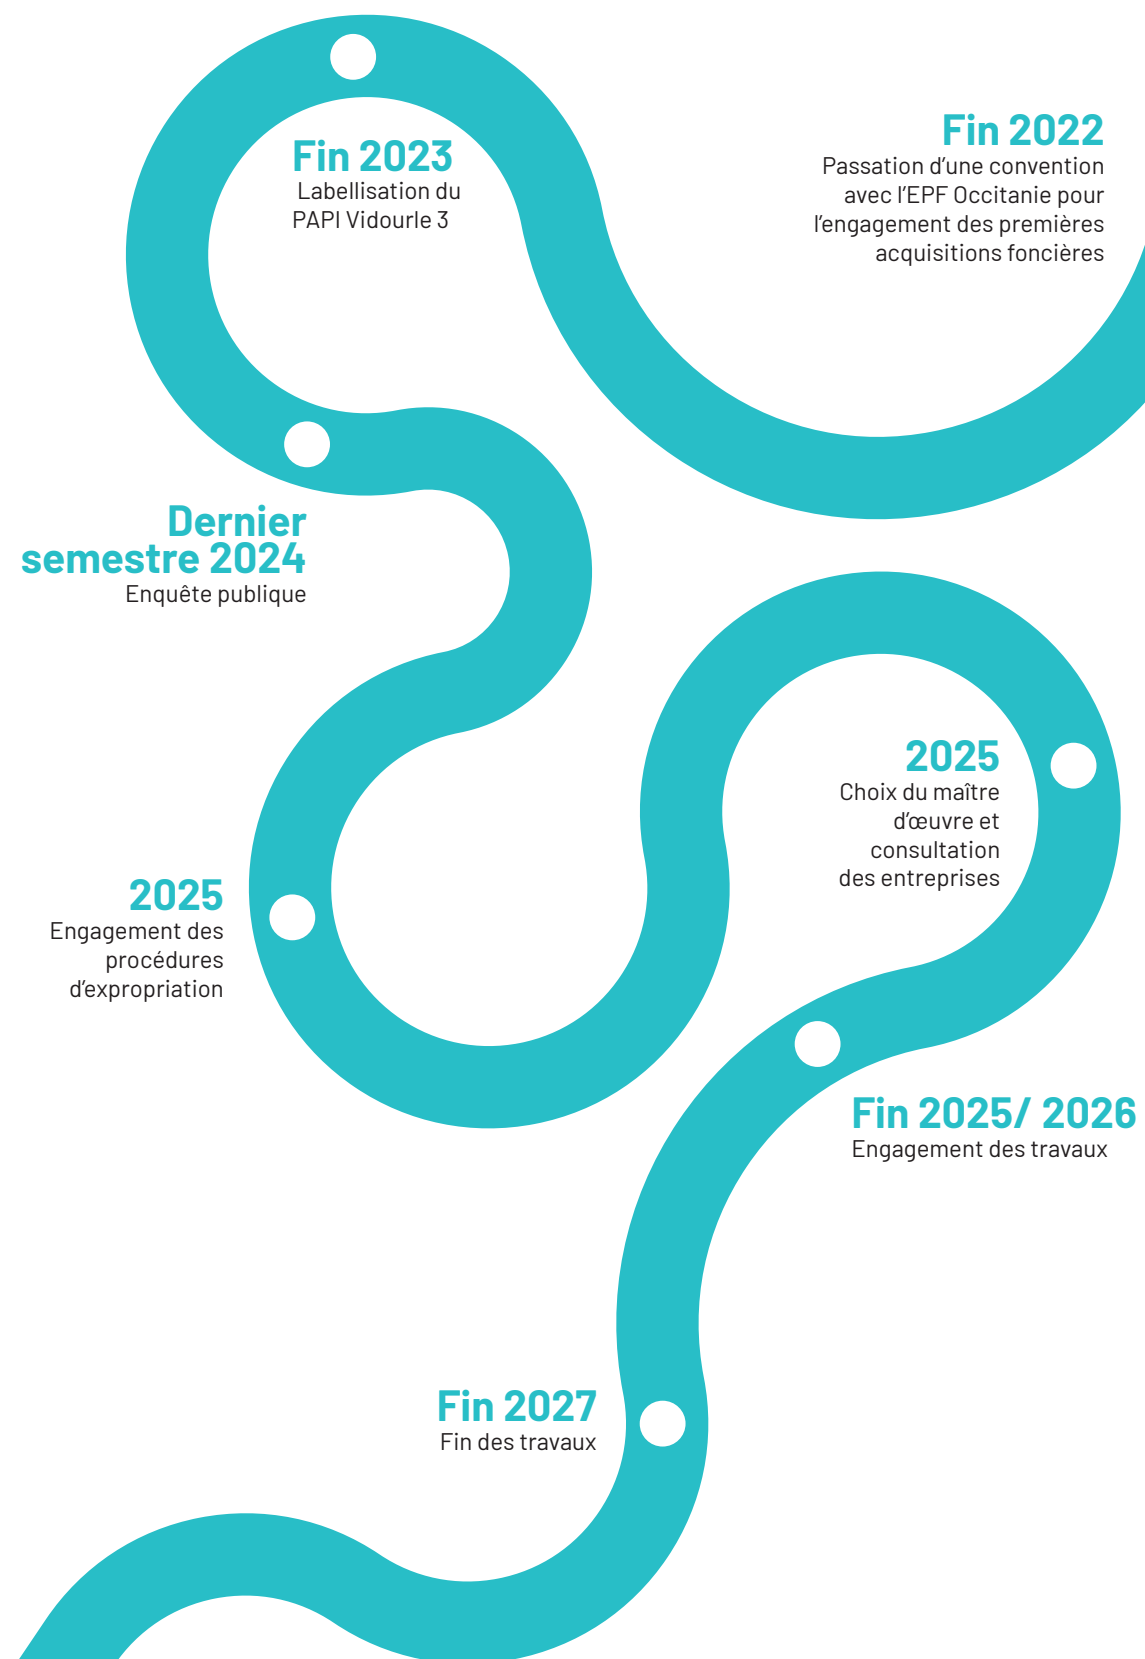 Fin 2022
Passation d’une convention
avec l’EPF Occitanie pour
l’engagement des premières
acquisitions foncières
Fin 2023
Labellisation du
PAPI Vidourle 3
Dernier
semestre 2024
Enquête publique
2025
Engagement des
procédures
d’expropriation
2025
Choix du maître
d’œuvre et
consultation
des entreprises
Fin 2025/ 2026
Engagement des travaux
Fin 2027
Fin des travaux